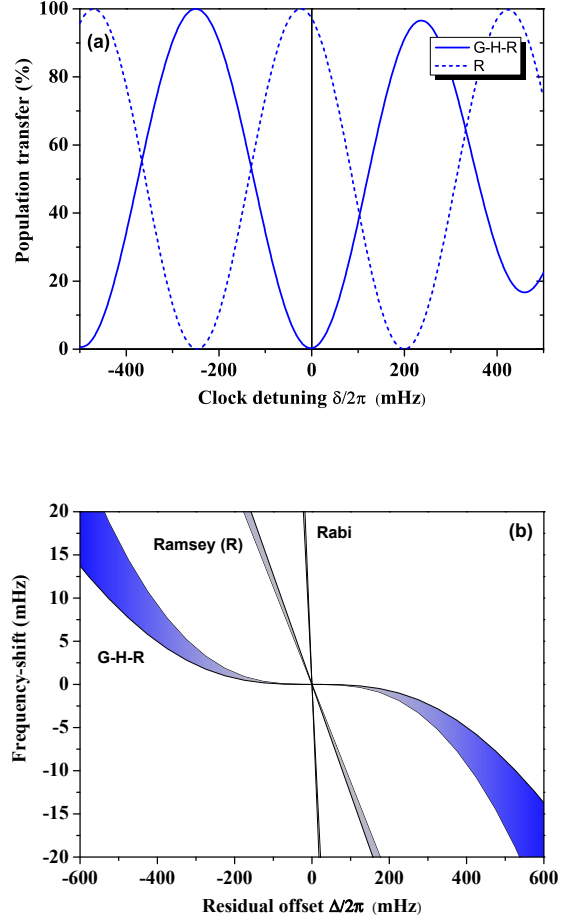 100
(a)
G-H-R
R
80
60
40
20
0
Population transfer (%)
-400 -200 0 200 400
Clock detuning δ/2π (mHz)
20
(b)
Rabi
Ramsey (R)
15
10
5
G-H-R
0
-5
-10
-15
-20
Frequency-shift (mHz)
-600 -400 -200 0 200 400 600
Residual offset Δ/2π (mHz)